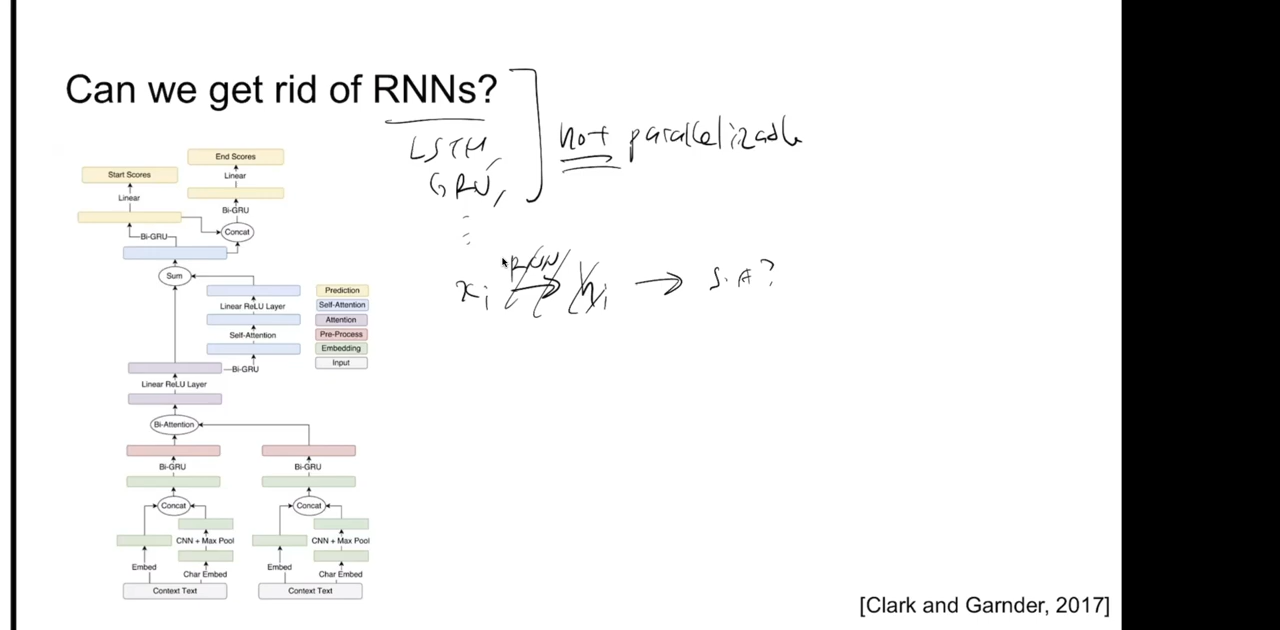 Can we get rid of RNNs?
LSTM,
GRU,
not parallelizable
RNN
xi → hi → S.A?
End Scores
Start Scores
Linear
Linear
Bi-GRU
Bi-GRU
Concat
Sum
Linear ReLU Layer
Self-Attention
Bi-GRU
Prediction
Self-Attention
Attention
Pre-Process
Embedding
Input
Linear ReLU Layer
Bi-Attention
Bi-GRU
Bi-GRU
Concat
Concat
CNN + Max Pool
CNN + Max Pool
Embed
Char Embed
Embed
Char Embed
Context Text
Context Text
[Clark and Garnder, 2017]